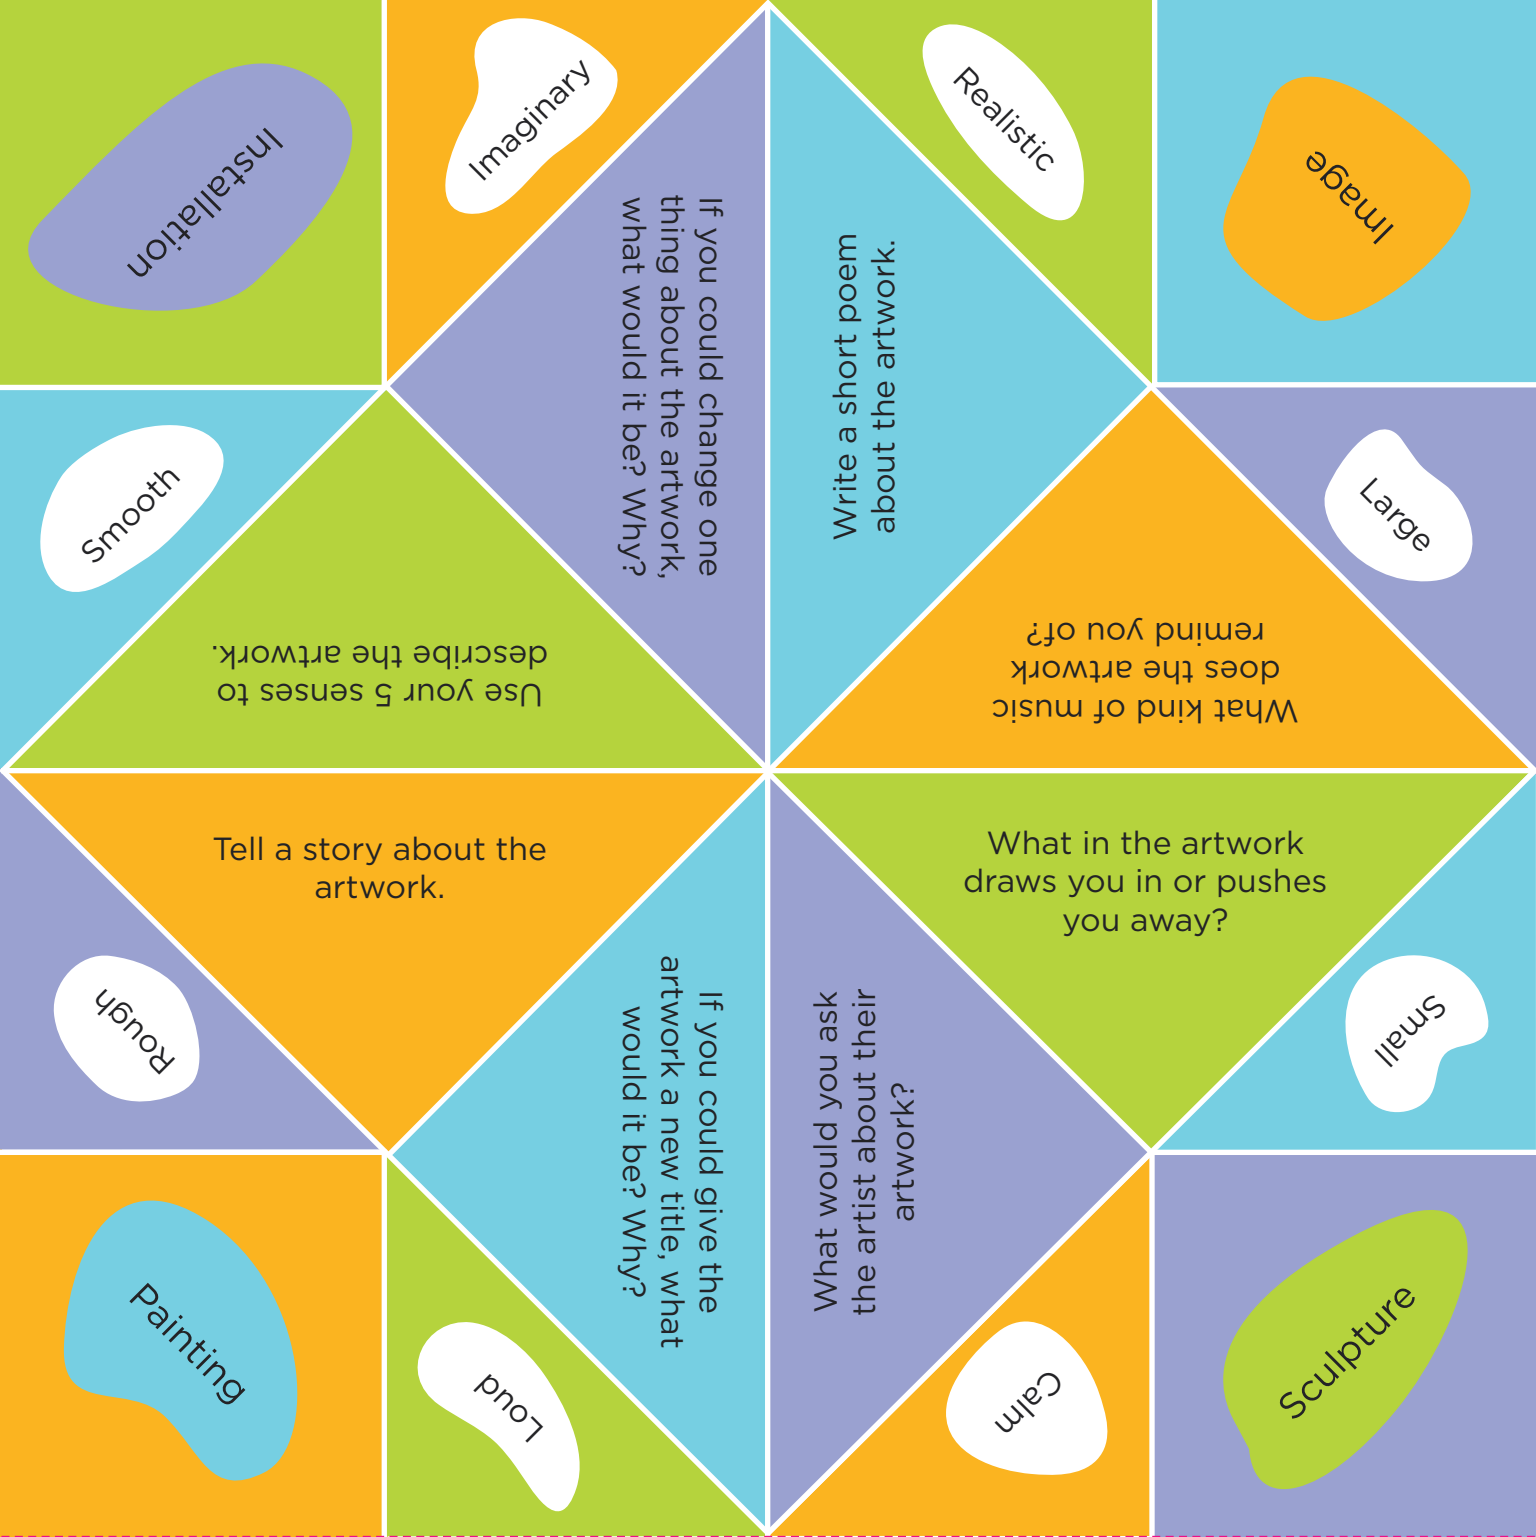 Installation
Imaginary
Realistic
Image
If you could change one
thing about the artwork,
what would it be? Why?
Write a short poem
about the artwork.
Smooth
Large
Use your 5 senses to
describe the artwork.
What kind of music
does the artwork
remind you of?
Tell a story about the
artwork.
What in the artwork
draws you in or pushes
you away?
Rough
Small
If you could give the
artwork a new title, what
would it be? Why?
What would you ask
the artist about their
artwork?
Painting
Loud
Calm
Sculpture